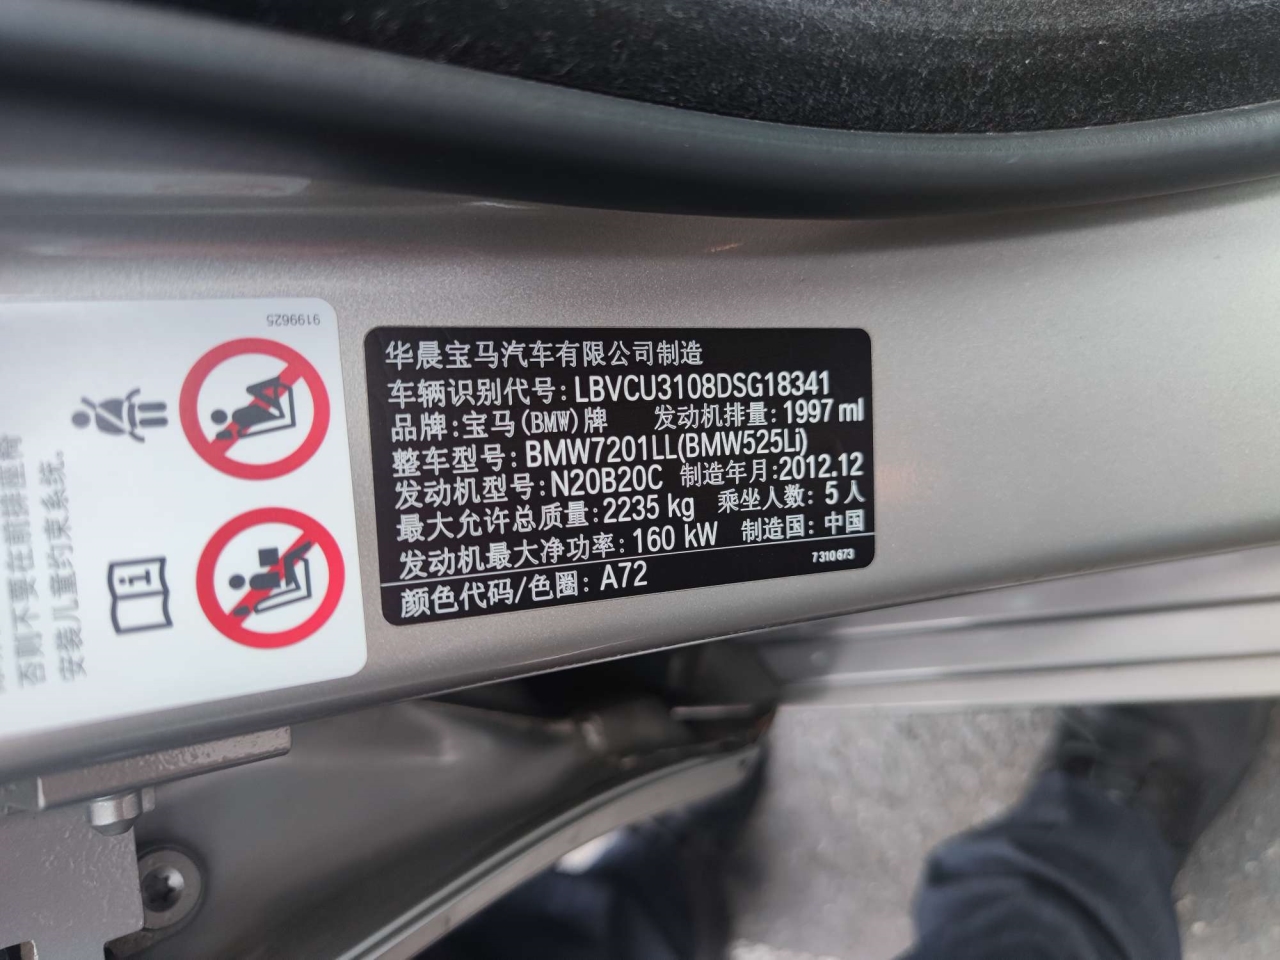 9199625
否则不要在前排座椅
安装儿童约束系统.
华晨宝马汽车有限公司制造
车辆识别代号: LBVCU3108DSG18341
品牌:宝马(BMW)牌 发动机排量: 1997 ml
整车型号: BMW7201LL(BMW525Li)
发动机型号:N20B20C 制造年月:2012.12
最大允许总质量:2235 kg 乘坐人数: 5 人
发动机最大净功率: 160 kW 制造国: 中国
颜色代码/色圈: A72
7310673